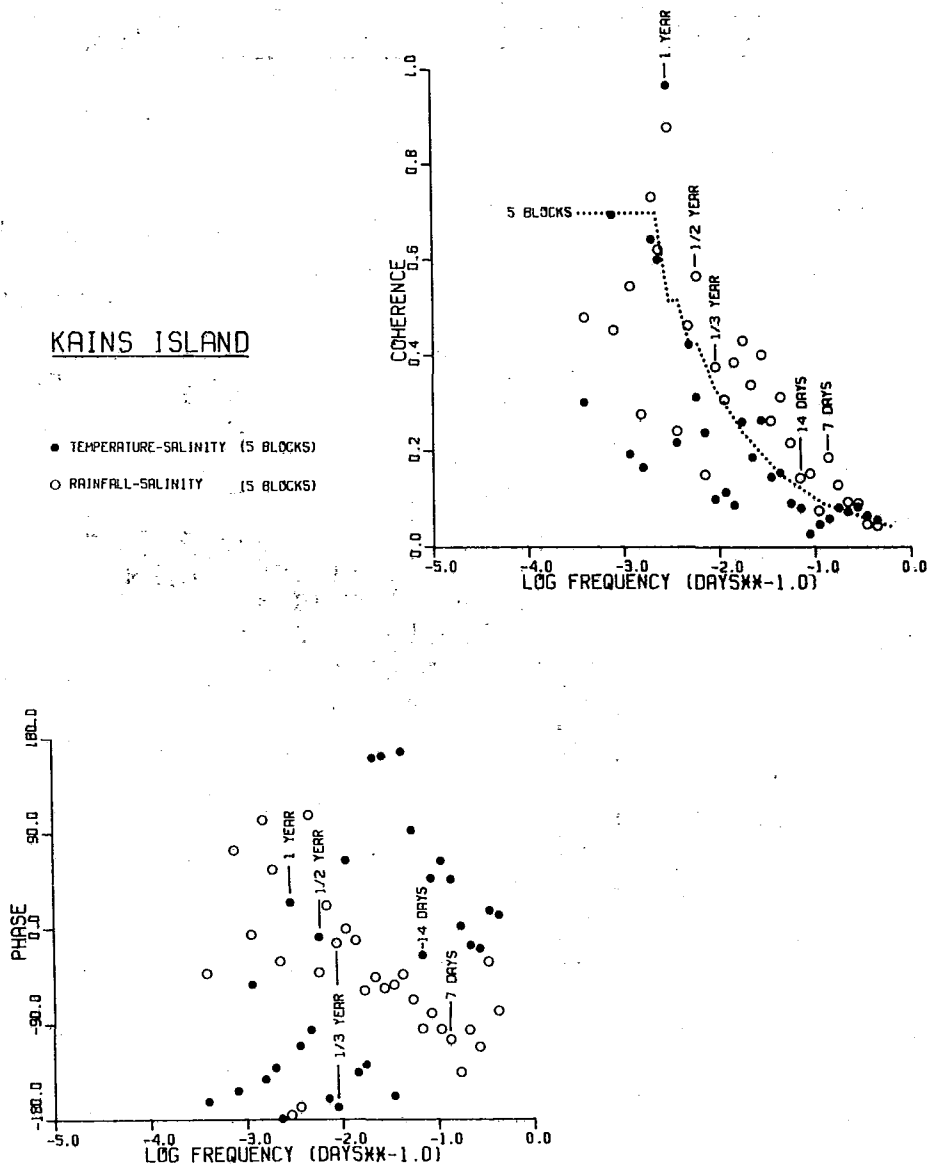 1 YEAR
1.0
0.8
0.6
0.4
0.2
0.0
COHERENCE
5 BLOCKS
1/2 YEAR
1/3 YEAR
14 DAYS
7 DAYS
-5.0
-4.0
-3.0
-2.0
-1.0
0.0
LOG FREQUENCY (DAYS**-1.0)
KAINS ISLAND
TEMPERATURE-SALINITY (5 BLOCKS)
RAINFALL-SALINITY (5 BLOCKS)
180.0
90.0
0.0
-90.0
-180.0
PHASE
1 YEAR
1/2 YEAR
1/3 YEAR
14 DAYS
7 DAYS
-5.0
-4.0
-3.0
-2.0
-1.0
0.0
LOG FREQUENCY (DAYS**-1.0)